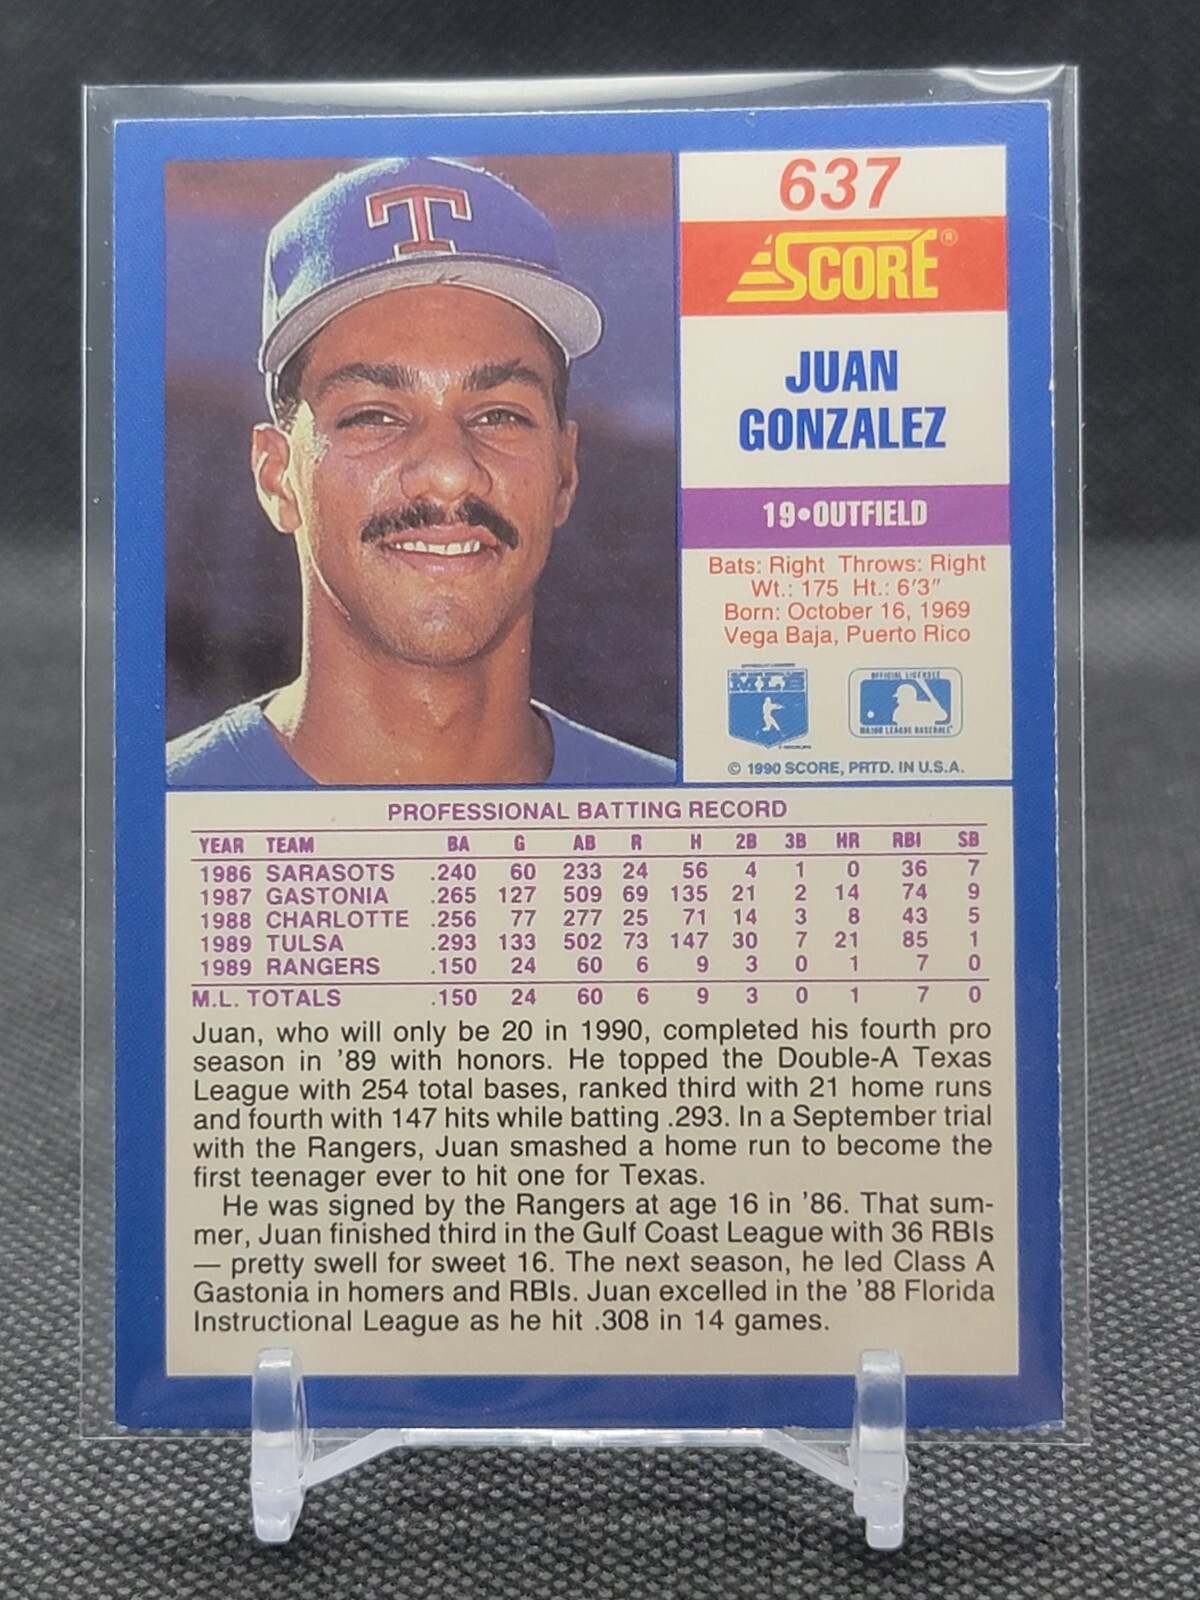 T
637
SCORE®
JUAN
GONZALEZ
19•OUTFIELD
Bats: Right Throws: Right
Wt.: 175 Ht.: 6'3"
Born: October 16, 1969
Vega Baja, Puerto Rico
MLB
OFFICIAL LICENSEE
MAJOR LEAGUE BASEBALL
© 1990 SCORE, PRTD. IN U.S.A.
PROFESSIONAL BATTING RECORD
YEAR TEAM BA G AB R H 2B 3B HR RBI SB
1986 SARASOTS .240 60 233 24 56 4 1 0 36 7
1987 GASTONIA .265 127 509 69 135 21 2 14 74 9
1988 CHARLOTTE .256 77 277 25 71 14 3 8 43 5
1989 TULSA .293 133 502 73 147 30 7 21 85 1
1989 RANGERS .150 24 60 6 9 3 0 1 7 0
M.L. TOTALS .150 24 60 6 9 3 0 1 7 0
Juan, who will only be 20 in 1990, completed his fourth pro
season in '89 with honors. He topped the Double-A Texas
League with 254 total bases, ranked third with 21 home runs
and fourth with 147 hits while batting .293. In a September trial
with the Rangers, Juan smashed a home run to become the
first teenager ever to hit one for Texas.
He was signed by the Rangers at age 16 in '86. That sum-
mer, Juan finished third in the Gulf Coast League with 36 RBIs
— pretty swell for sweet 16. The next season, he led Class A
Gastonia in homers and RBIs. Juan excelled in the '88 Florida
Instructional League as he hit .308 in 14 games.